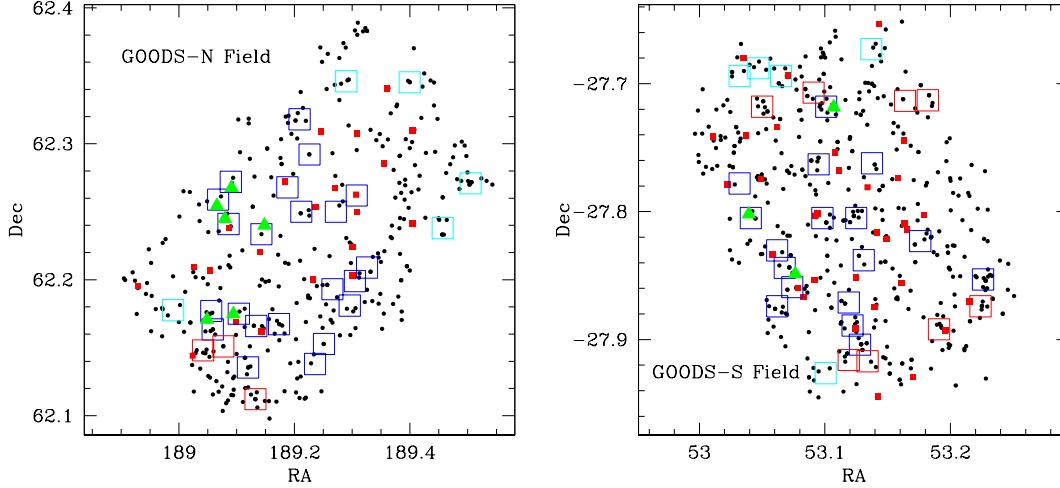 62.4
62.3
62.2
62.1
Dec
GOODS-N Field
189
189.2
189.4
RA
-27.7
-27.8
-27.9
Dec
GOODS-S Field
53
53.1
53.2
RA